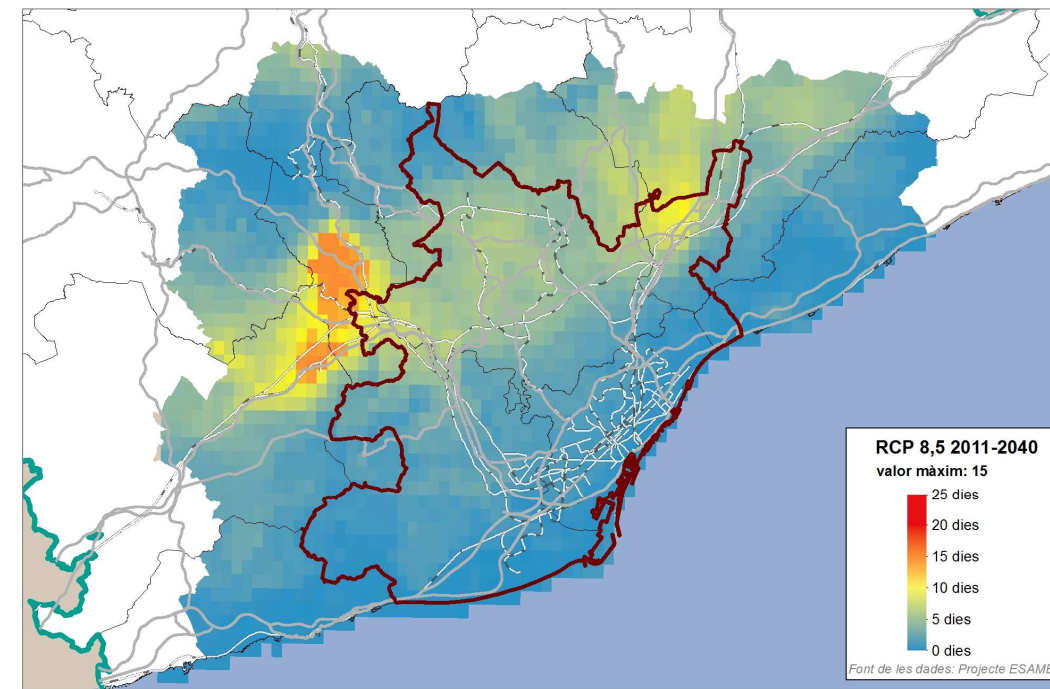 RCP 8,5 2011-2040
valor màxim: 15
25 dies
20 dies
15 dies
10 dies
5 dies
0 dies
Font de les dades: Projecte ESAMB